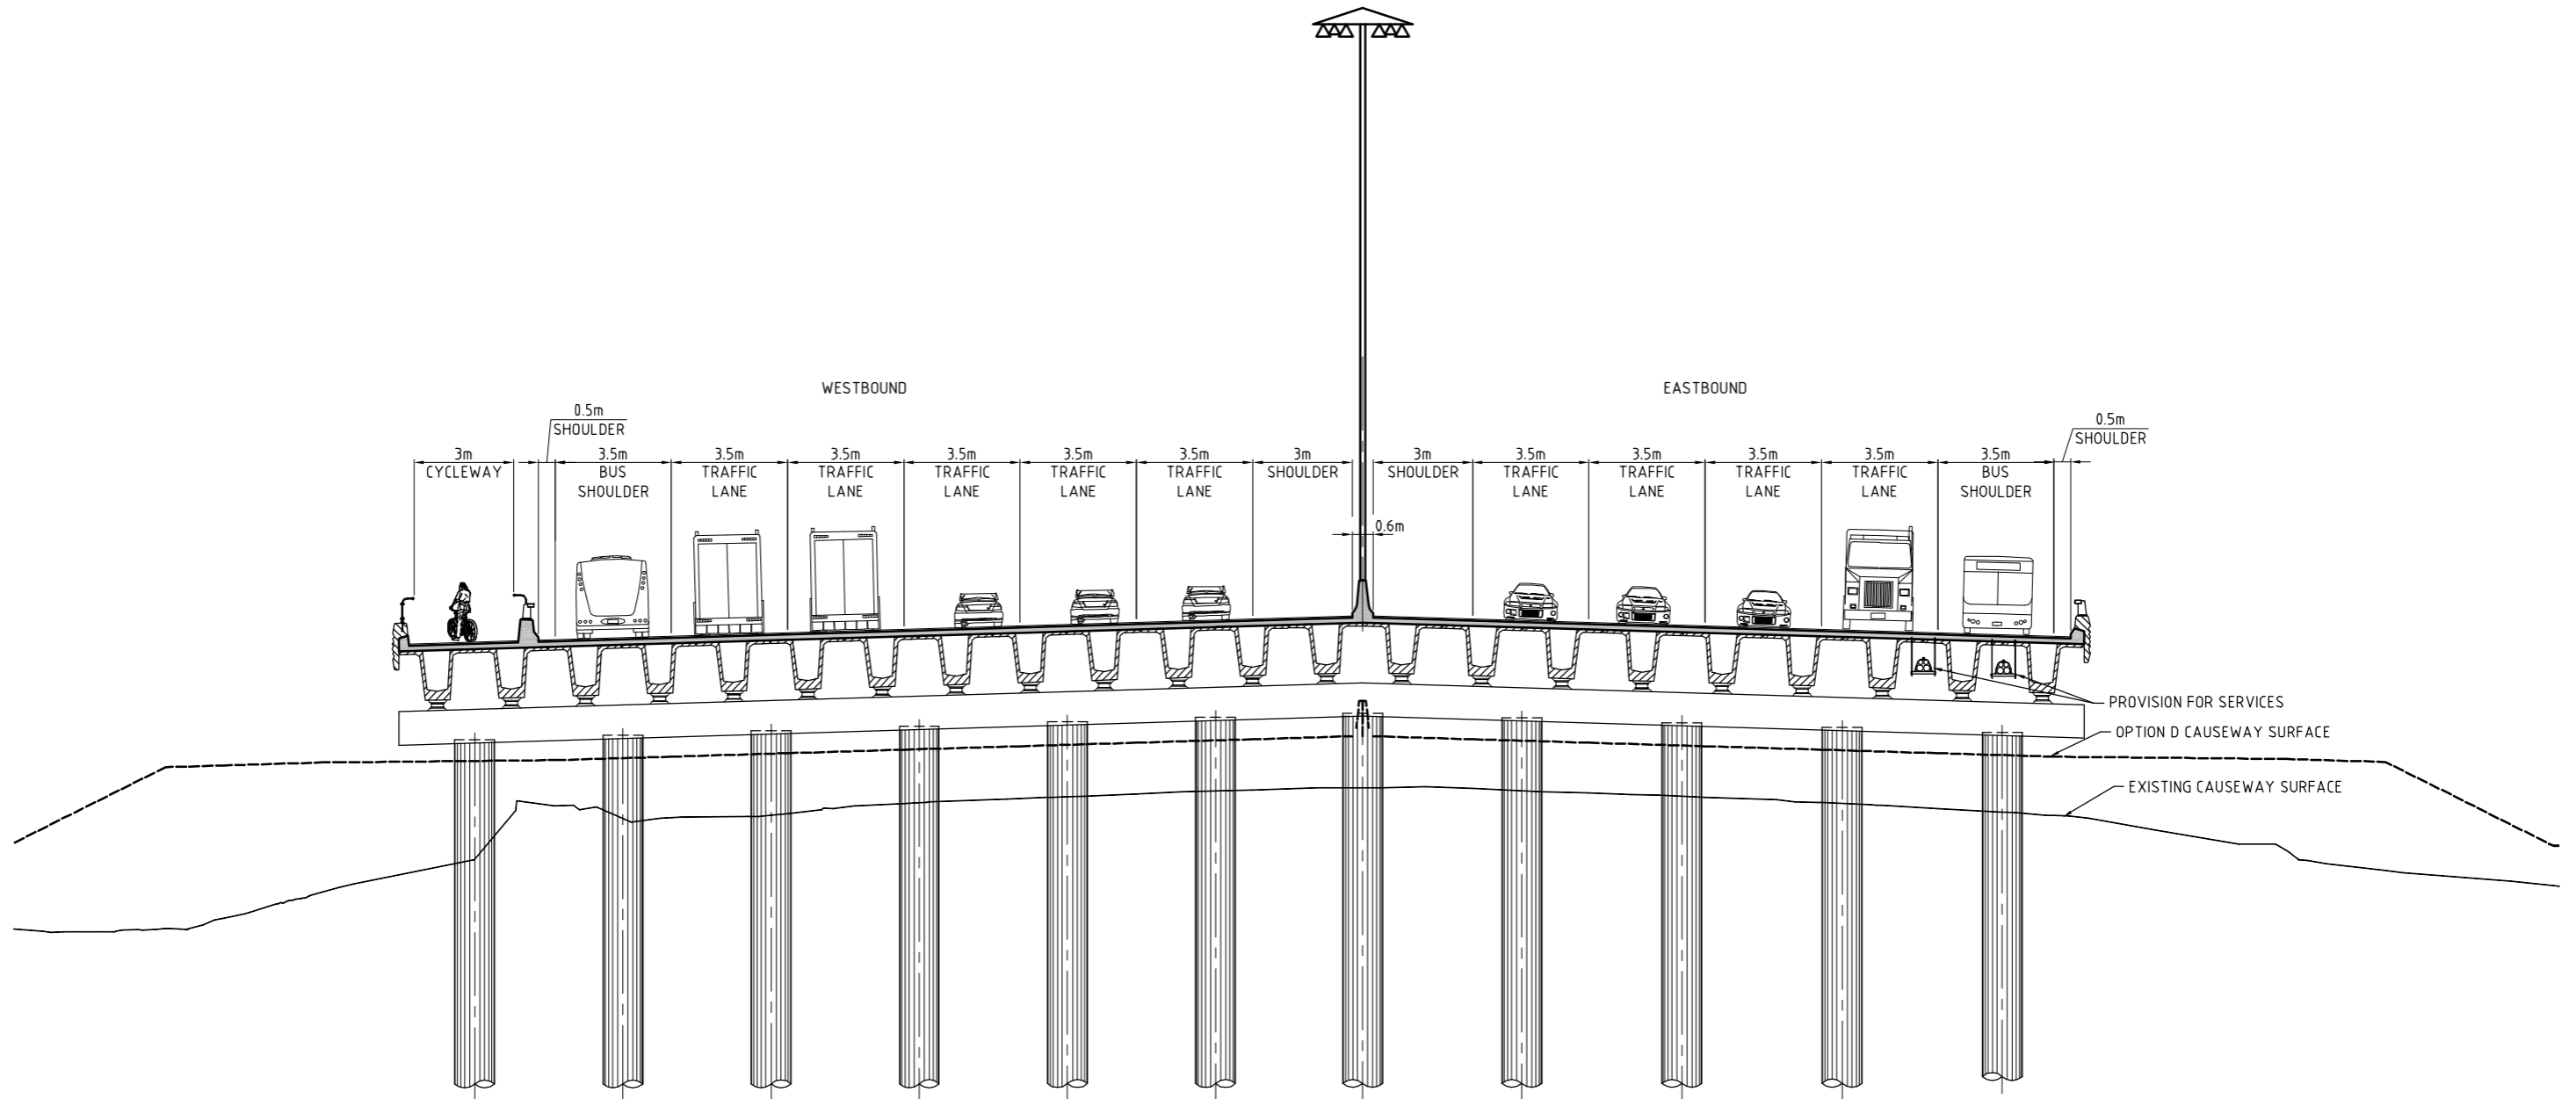 WESTBOUND
EASTBOUND
0.5m
SHOULDER
0.5m
SHOULDER
3m
CYCLEWAY
3.5m
BUS
SHOULDER
3.5m
TRAFFIC
LANE
3.5m
TRAFFIC
LANE
3.5m
TRAFFIC
LANE
3.5m
TRAFFIC
LANE
3.5m
TRAFFIC
LANE
3m
SHOULDER
3m
SHOULDER
3.5m
TRAFFIC
LANE
3.5m
TRAFFIC
LANE
3.5m
TRAFFIC
LANE
3.5m
TRAFFIC
LANE
3.5m
BUS
SHOULDER
0.6m
PROVISION FOR SERVICES
OPTION D CAUSEWAY SURFACE
EXISTING CAUSEWAY SURFACE